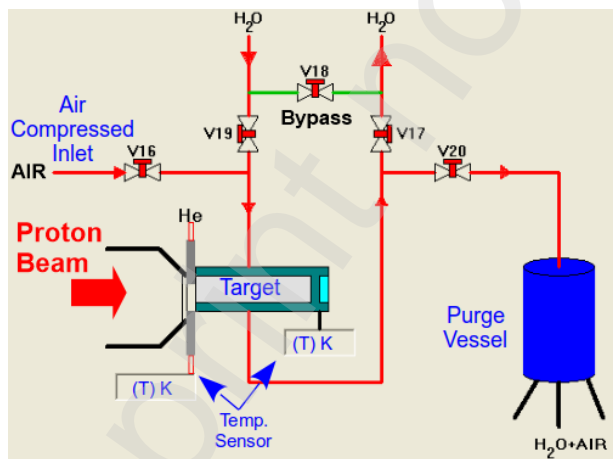 H₂O
H₂O
V18
Bypass
V19
V17
Air
Compressed
Inlet
V16
AIR
V20
He
Proton
Beam
Target
(T) K
(T) K
Temp.
Sensor
Purge
Vessel
H₂O+AIR